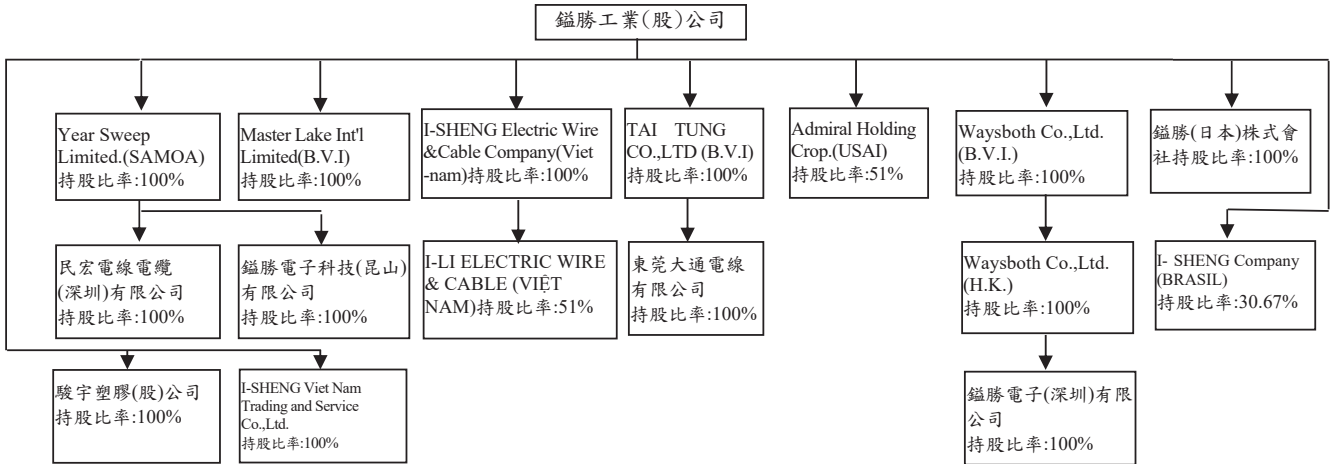 鎰勝工業(股)公司
Year Sweep
Limited.(SAMOA)
持股比率:100%
Master Lake Int'l
Limited(B.V.I)
持股比率:100%
I-SHENG Electric Wire
&Cable Company(Viet
-nam)持股比率:100%
TAI TUNG
CO.,LTD (B.V.I)
持股比率:100%
Admiral Holding
Crop.(USAI)
持股比率:51%
Waysboth Co.,Ltd.
(B.V.I.)
持股比率:100%
鎰勝(日本)株式會
社持股比率:100%
民宏電線電纜
(深圳)有限公司
持股比率:100%
鎰勝電子科技(昆山)
有限公司
持股比率:100%
I-LI ELECTRIC WIRE
& CABLE (VIỆT
NAM)持股比率:51%
東莞大通電線
有限公司
持股比率:100%
Waysboth Co.,Ltd.
(H.K.)
持股比率:100%
I- SHENG Company
(BRASIL)
持股比率:30.67%
駿宇塑膠(股)公司
持股比率:100%
I-SHENG Viet Nam
Trading and Service
Co.,Ltd.
持股比率:100%
鎰勝電子(深圳)有限
公司
持股比率:100%